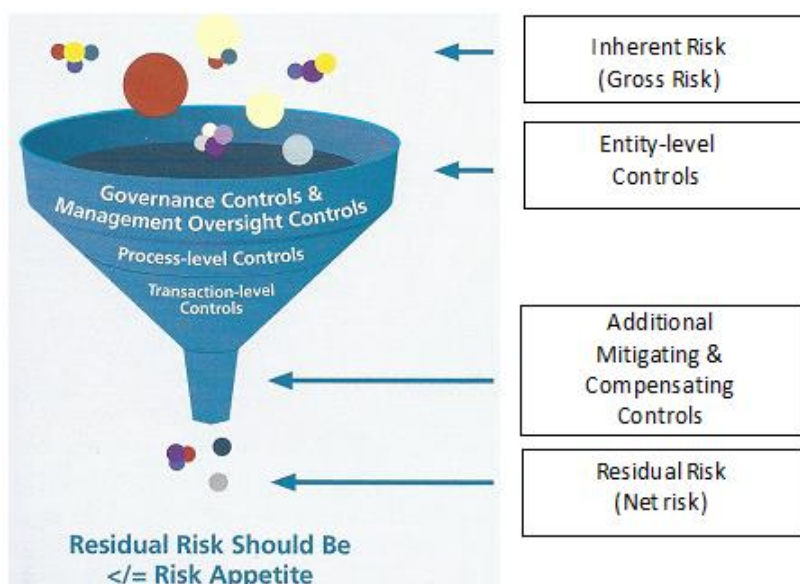 Inherent Risk
(Gross Risk)
Entity-level
Controls
Governance Controls &
Management Oversight Controls
Process-level Controls
Transaction-level
Controls
Additional
Mitigating &
Compensating
Controls
Residual Risk
(Net risk)
Residual Risk Should Be
</= Risk Appetite